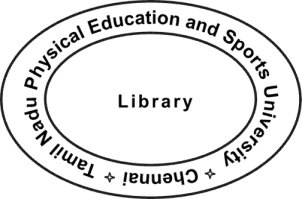 Tamil Nadu Physical Education and Sports University
✧ Chennai ✧
Library